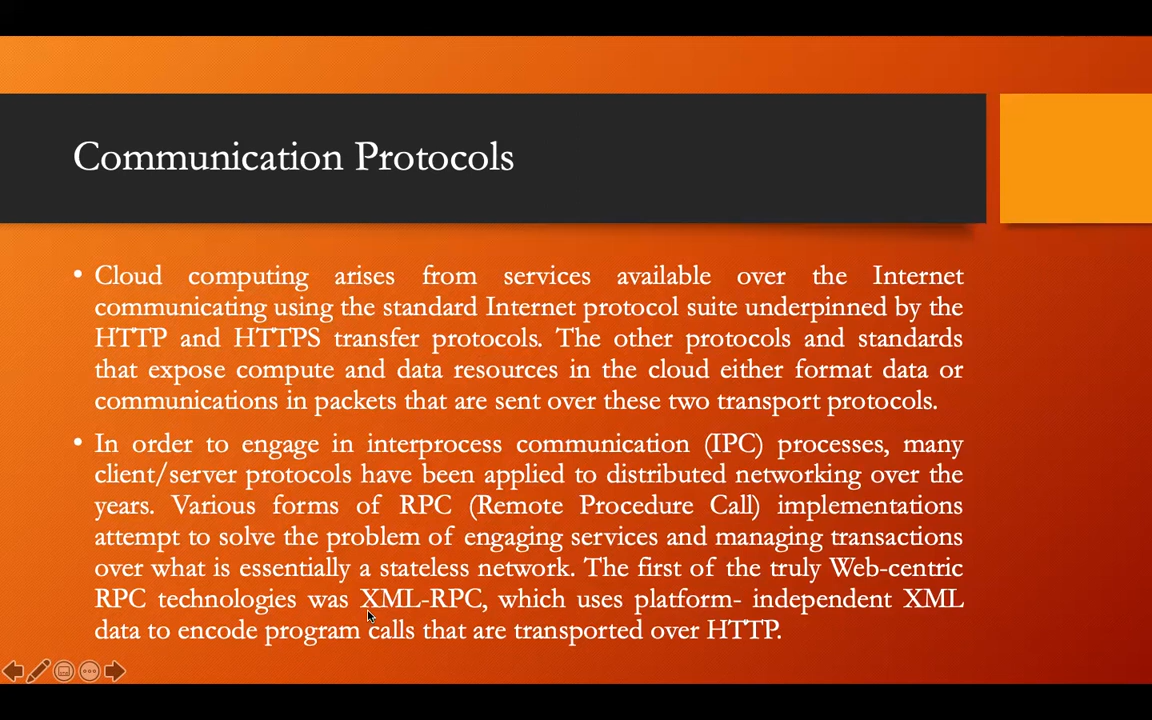 Communication Protocols
• Cloud computing arises from services available over the Internet
communicating using the standard Internet protocol suite underpinned by the
HTTP and HTTPS transfer protocols. The other protocols and standards
that expose compute and data resources in the cloud either format data or
communications in packets that are sent over these two transport protocols.
• In order to engage in interprocess communication (IPC) processes, many
client/server protocols have been applied to distributed networking over the
years. Various forms of RPC (Remote Procedure Call) implementations
attempt to solve the problem of engaging services and managing transactions
over what is essentially a stateless network. The first of the truly Web-centric
RPC technologies was XML-RPC, which uses platform- independent XML
data to encode program calls that are transported over HTTP.